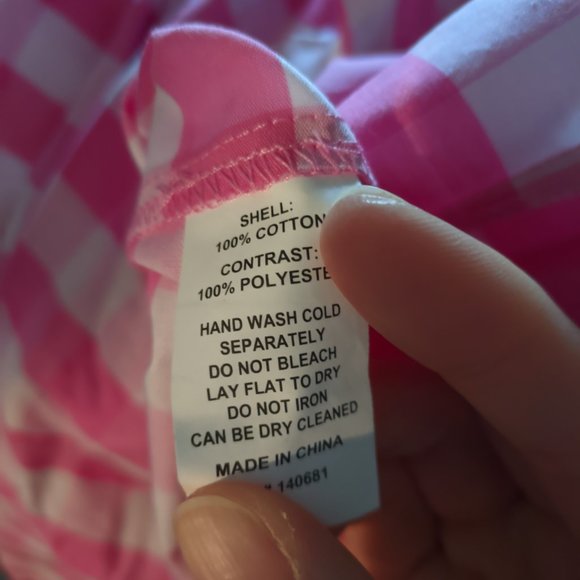 SHELL:
100% COTTON
CONTRAST:
100% POLYESTE
HAND WASH COLD
SEPARATELY
DO NOT BLEACH
LAY FLAT TO DRY
DO NOT IRON
CAN BE DRY CLEANED
MADE IN CHINA
140681